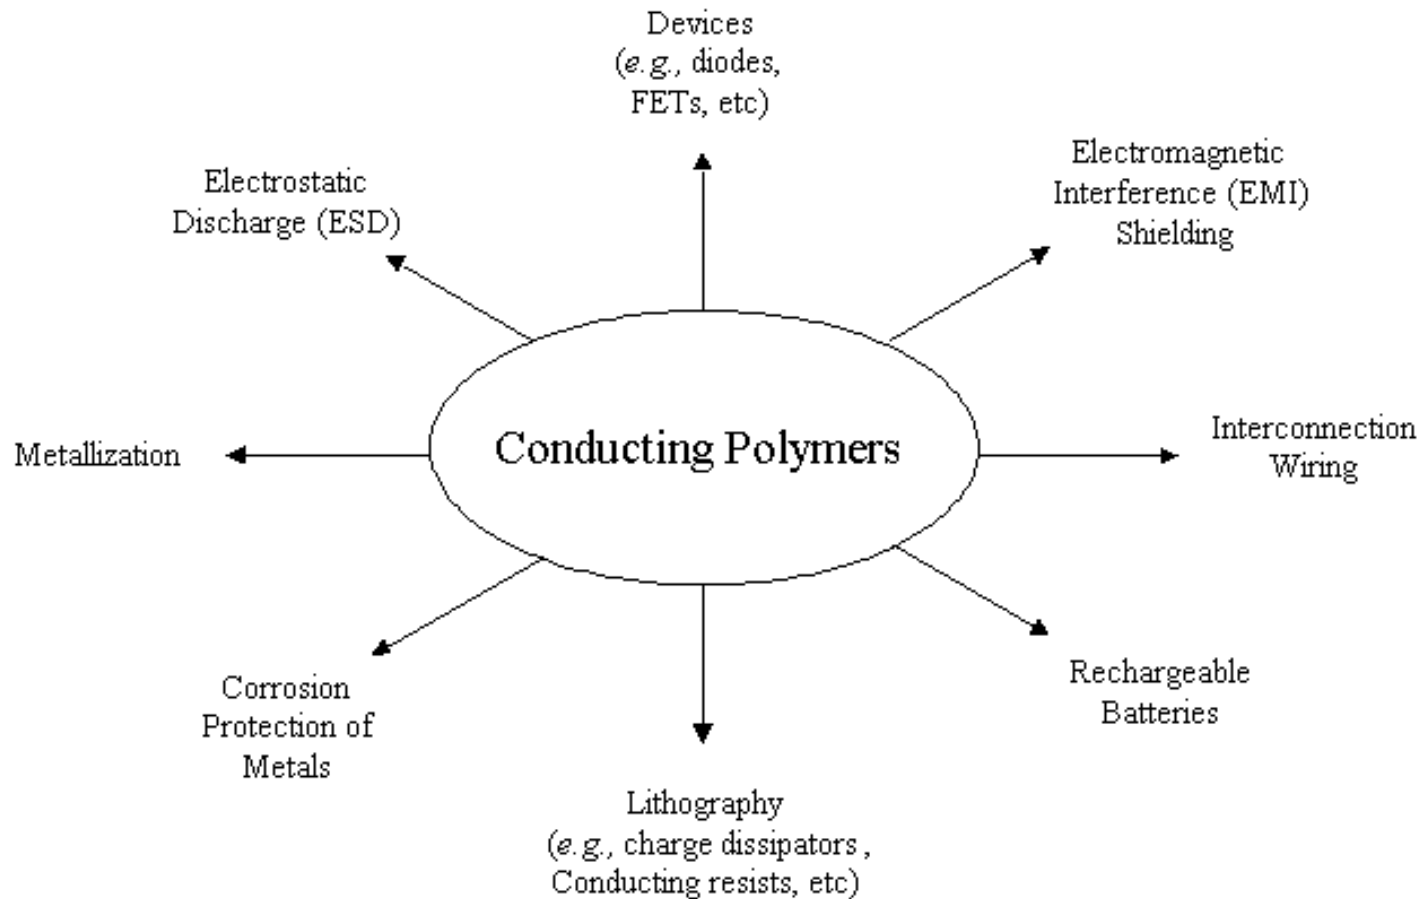 Devices
(e.g., diodes,
FETs, etc)
Electromagnetic
Interference (EMI)
Shielding
Electrostatic
Discharge (ESD)
Conducting Polymers
Interconnection
Wiring
Metallization
Rechargeable
Batteries
Corrosion
Protection of
Metals
Lithography
(e.g., charge dissipators,
Conducting resists, etc)